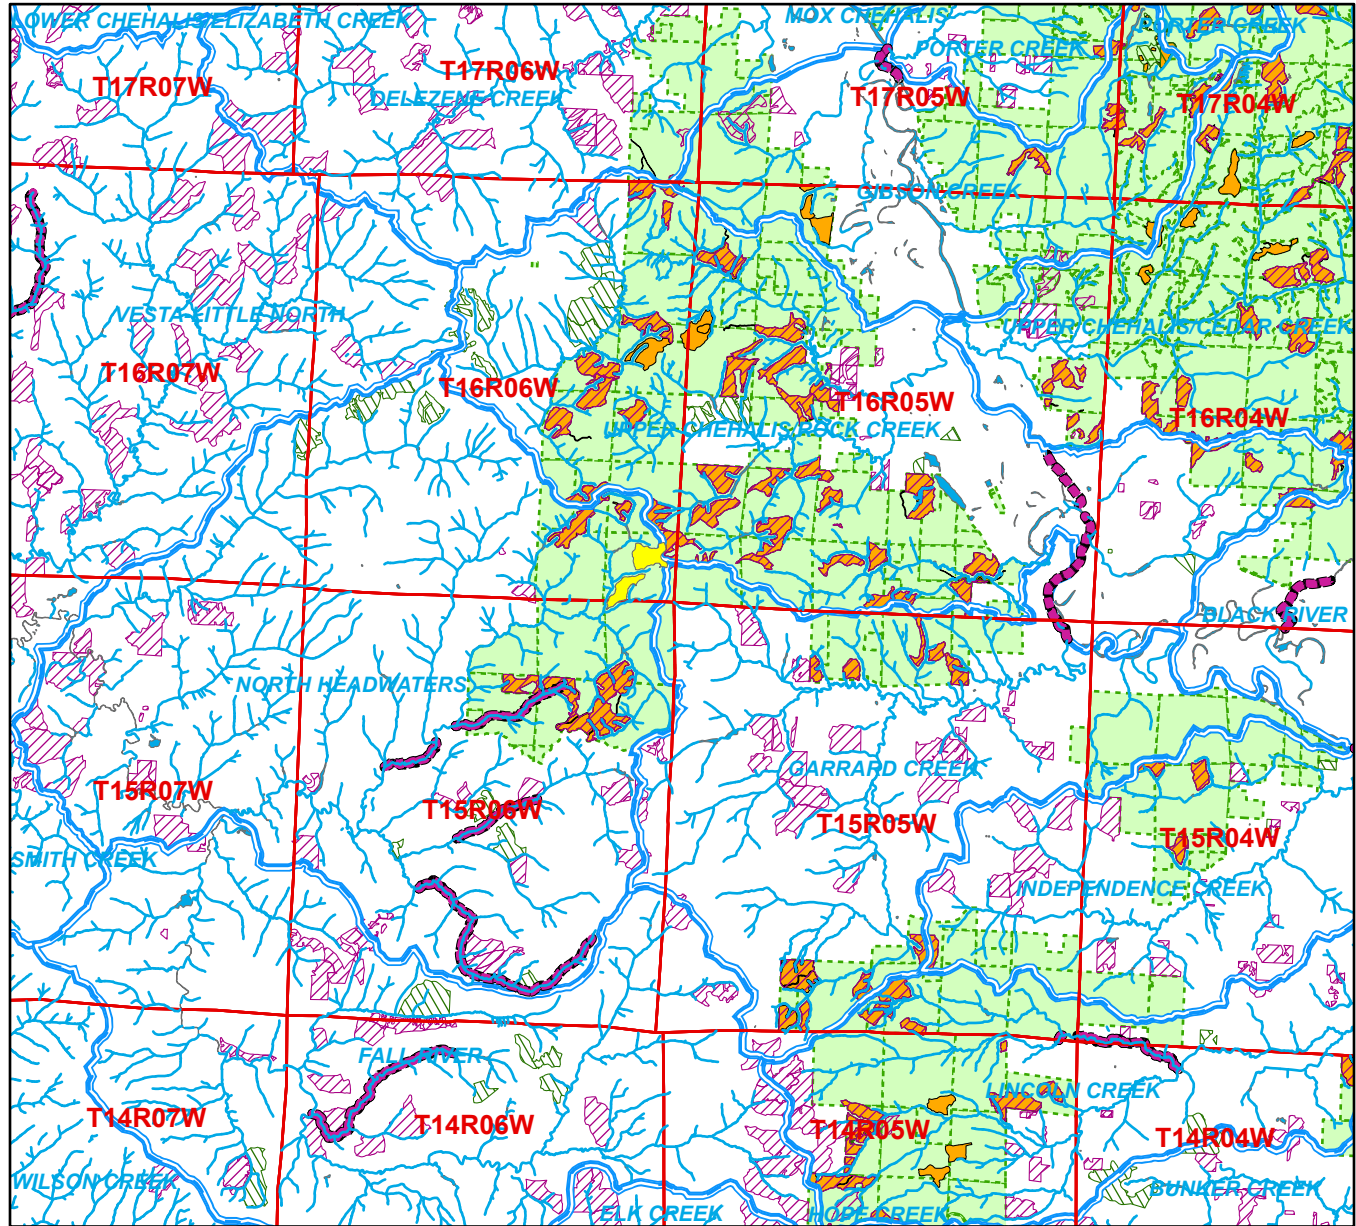 LOWER CHEHALIS/ELIZABETH CREEK
MOX CHEHALIS
PORTER CREEK
PORTER CREEK
T17R07W
T17R06W
DELEZENE CREEK
T17R05W
T17R04W
GIBSON CREEK
VESTA LITTLE NORTH
UPPER CHEHALIS/CEDAR CREEK
T16R07W
T16R06W
T16R05W
T16R04W
UPPER CHEHALIS/ROCK CREEK
BLACK RIVER
NORTH HEADWATERS
GARRARD CREEK
T15R07W
T15R06W
T15R05W
T15R04W
SMITH CREEK
INDEPENDENCE CREEK
FALL RIVER
LINCOLN CREEK
T14R07W
T14R06W
T14R05W
T14R04W
WILSON CREEK
BUNKER CREEK
ELK CREEK
HOPE CREEK